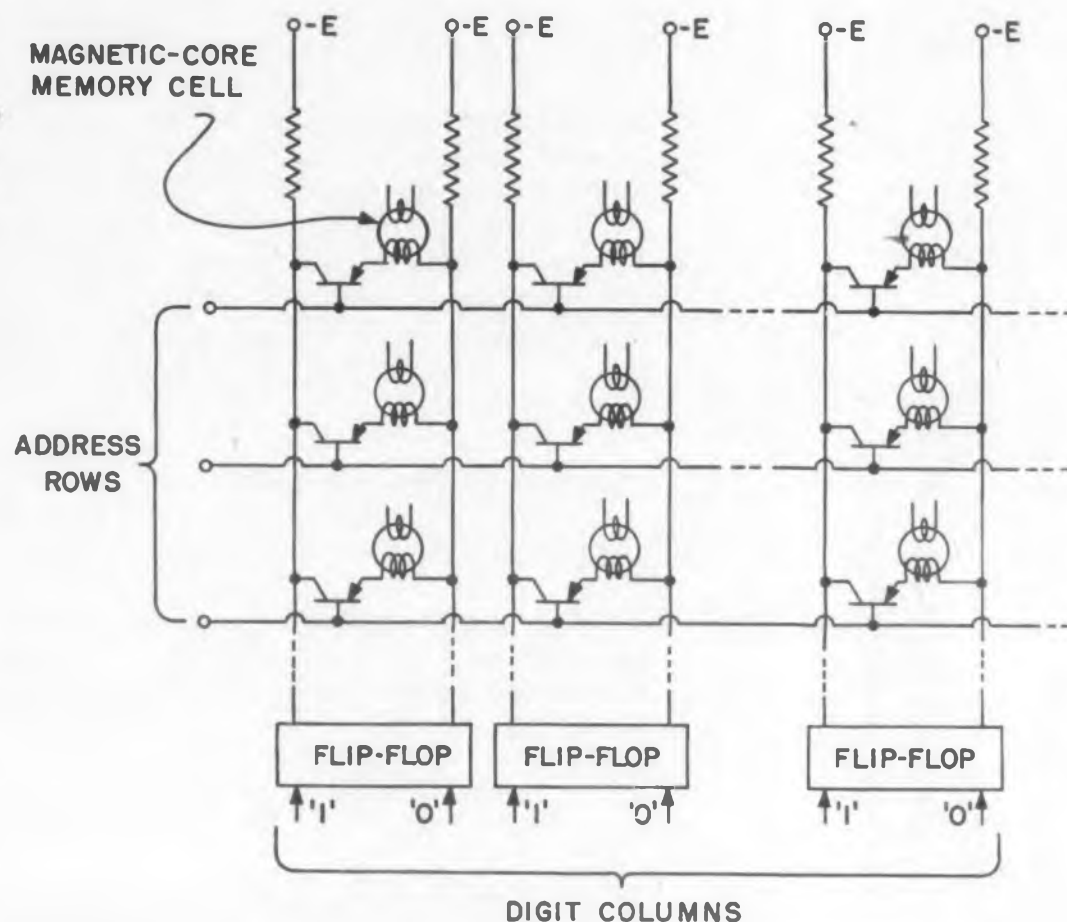 -E -E -E -E -E -E
MAGNETIC-CORE
MEMORY CELL
ADDRESS
ROWS
FLIP-FLOP FLIP-FLOP FLIP-FLOP
'1' '0' '1' '0' '1' '0'
DIGIT COLUMNS